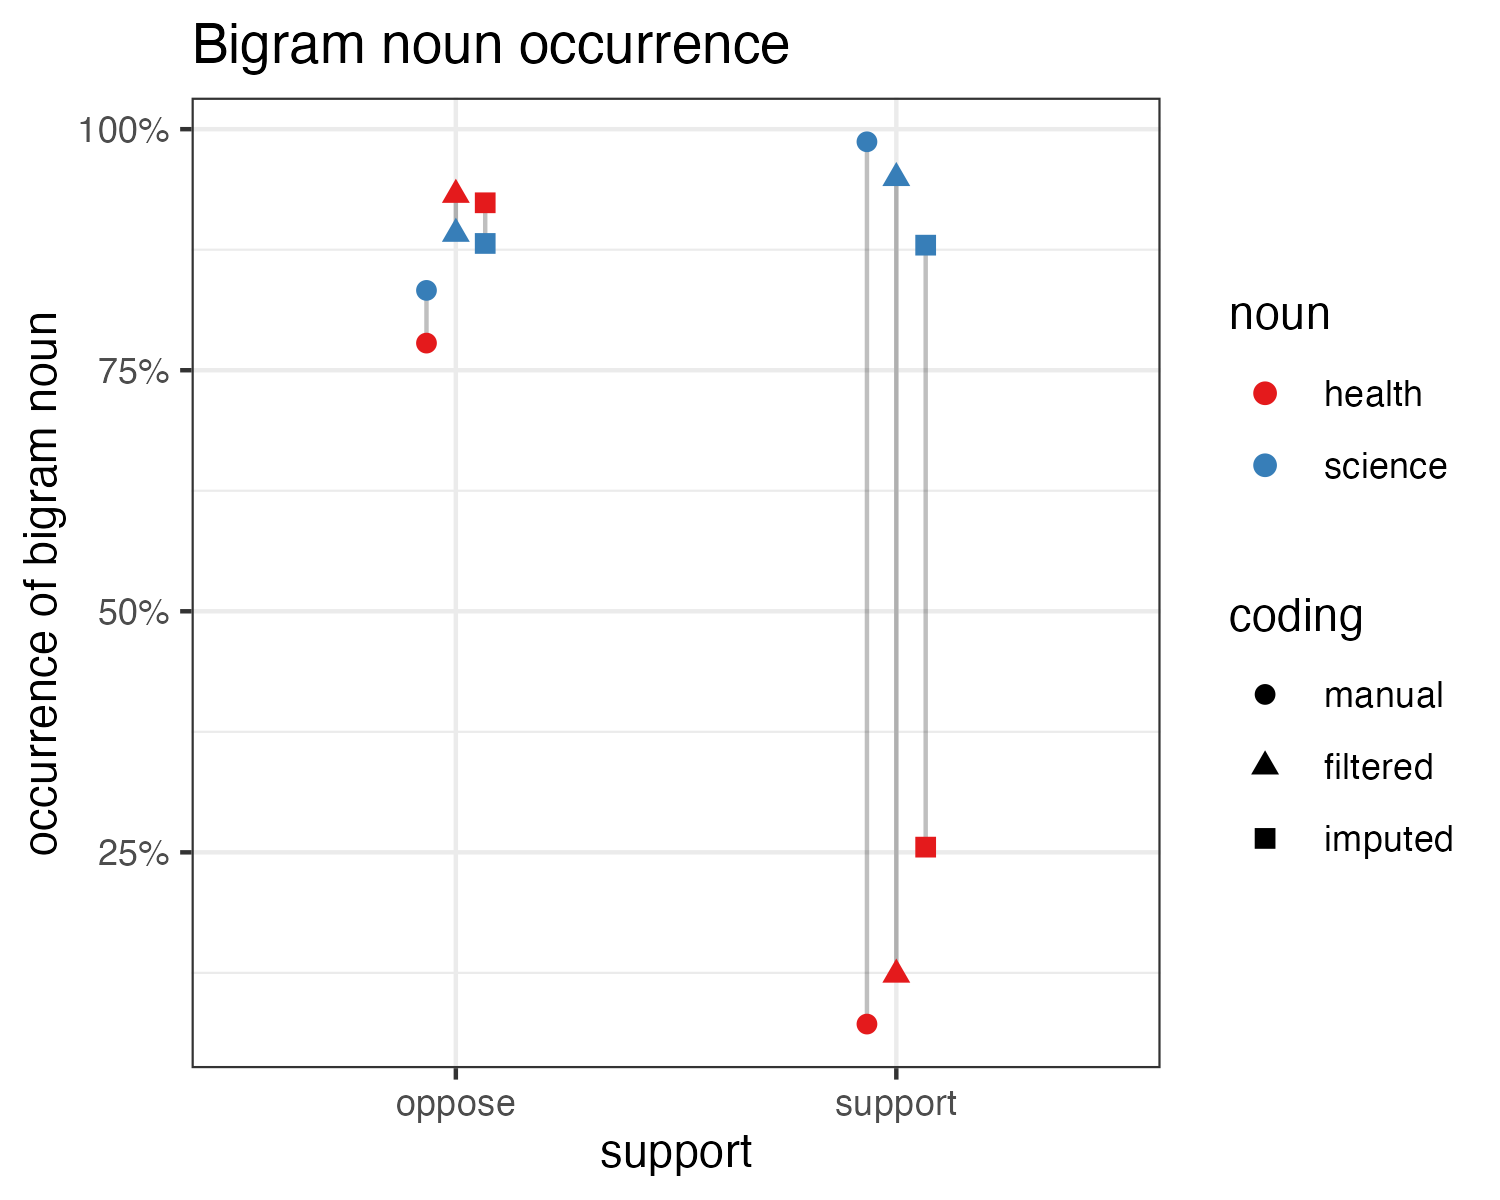 Bigram noun occurrence
occurrence of bigram noun
100%
75%
50%
25%
oppose
support
support
noun
health
science
coding
manual
filtered
imputed